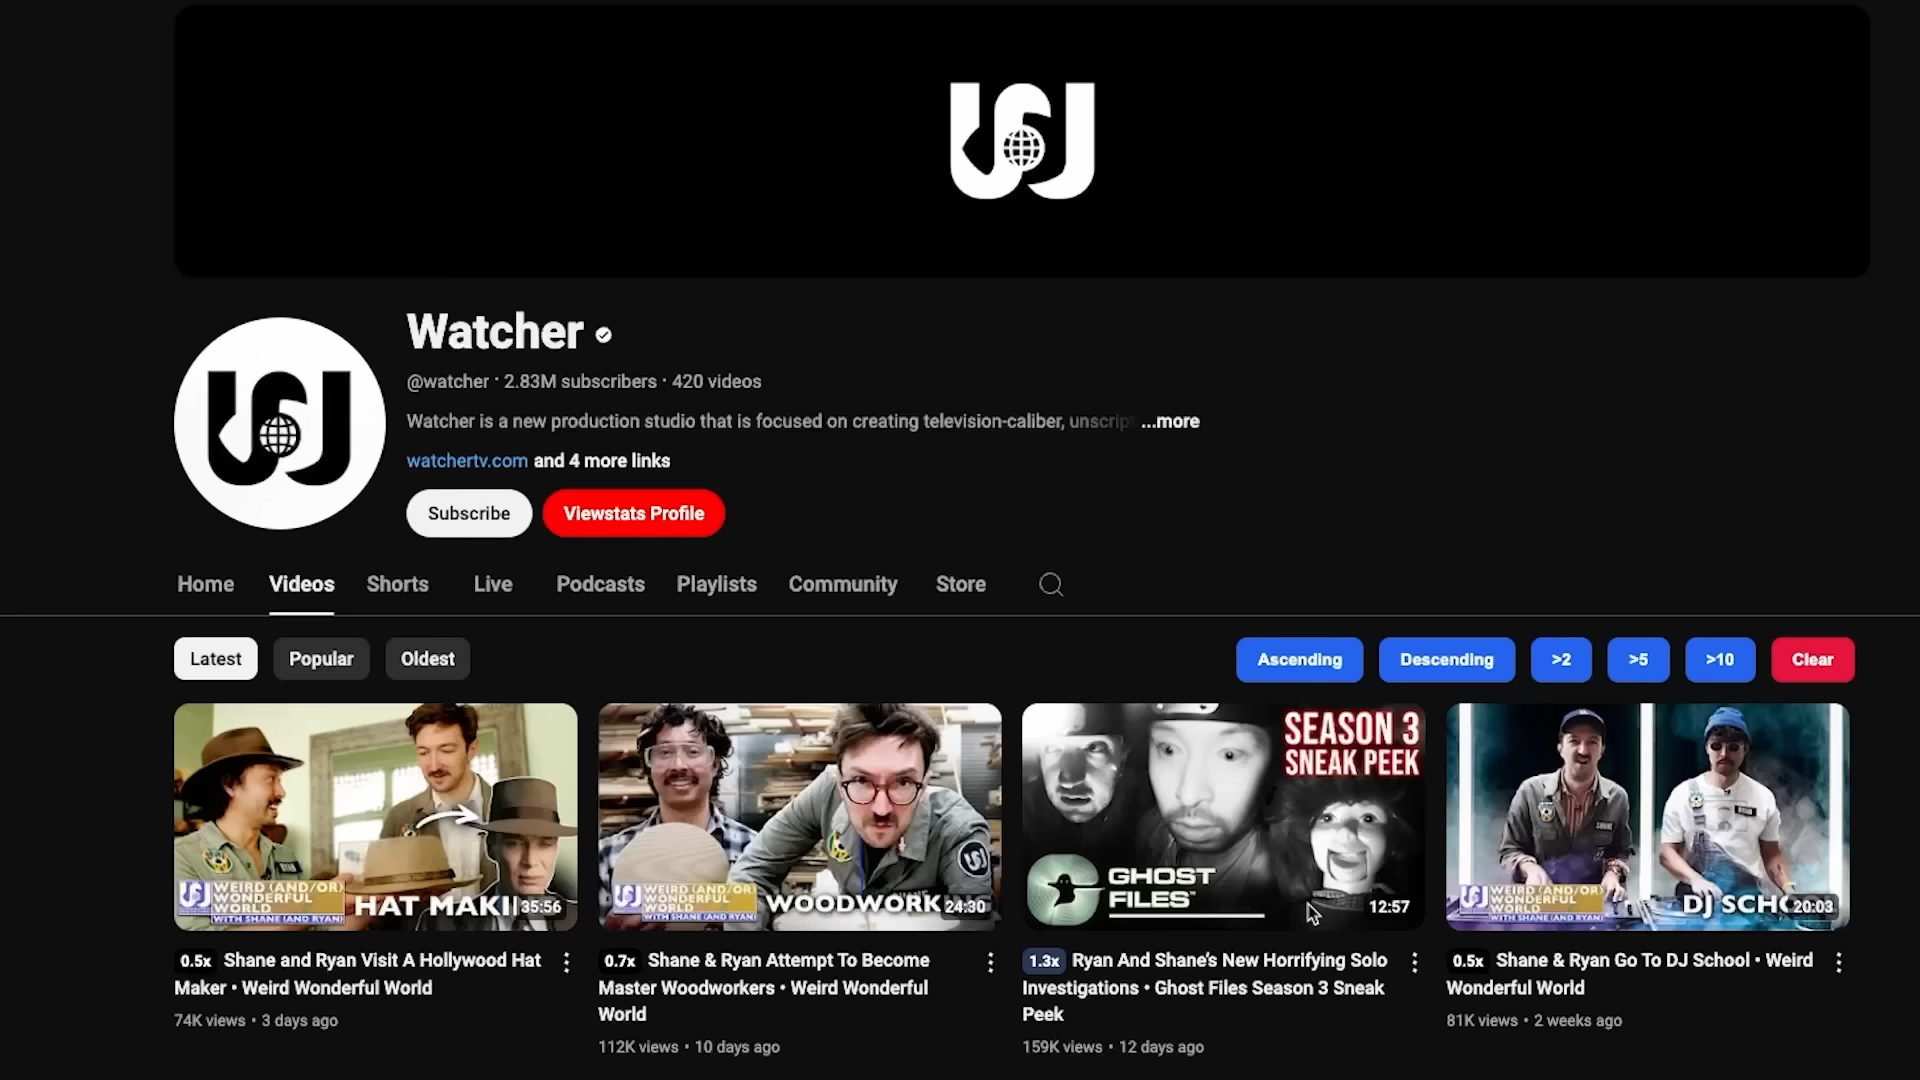 Watcher
@watcher · 2.83M subscribers · 420 videos
Watcher is a new production studio that is focused on creating television-caliber, unscrip ...more
watchertv.com and 4 more links
Subscribe
Viewstats Profile
Home
Videos
Shorts
Live
Podcasts
Playlists
Community
Store
Latest
Popular
Oldest
Ascending
Descending
>2
>5
>10
Clear
WEIRD (AND/OR)
WONDERFUL
WORLD
WITH SHANE (AND RYAN)
HAT MAKI
35:56
0.5x Shane and Ryan Visit A Hollywood Hat
Maker • Weird Wonderful World
74K views • 3 days ago
WEIRD (AND/OR)
WONDERFUL
WORLD
WITH SHANE (AND RYAN)
WOODWORK
24:30
0.7x Shane & Ryan Attempt To Become
Master Woodworkers • Weird Wonderful
World
112K views • 10 days ago
SEASON 3
SNEAK PEEK
GHOST
FILES
12:57
1.3x Ryan And Shane's New Horrifying Solo
Investigations • Ghost Files Season 3 Sneak
Peek
159K views • 12 days ago
WEIRD (AND/OR)
WONDERFUL
WORLD
WITH SHANE (AND RYAN)
DJ SCHO
20:03
0.5x Shane & Ryan Go To DJ School • Weird
Wonderful World
81K views • 2 weeks ago